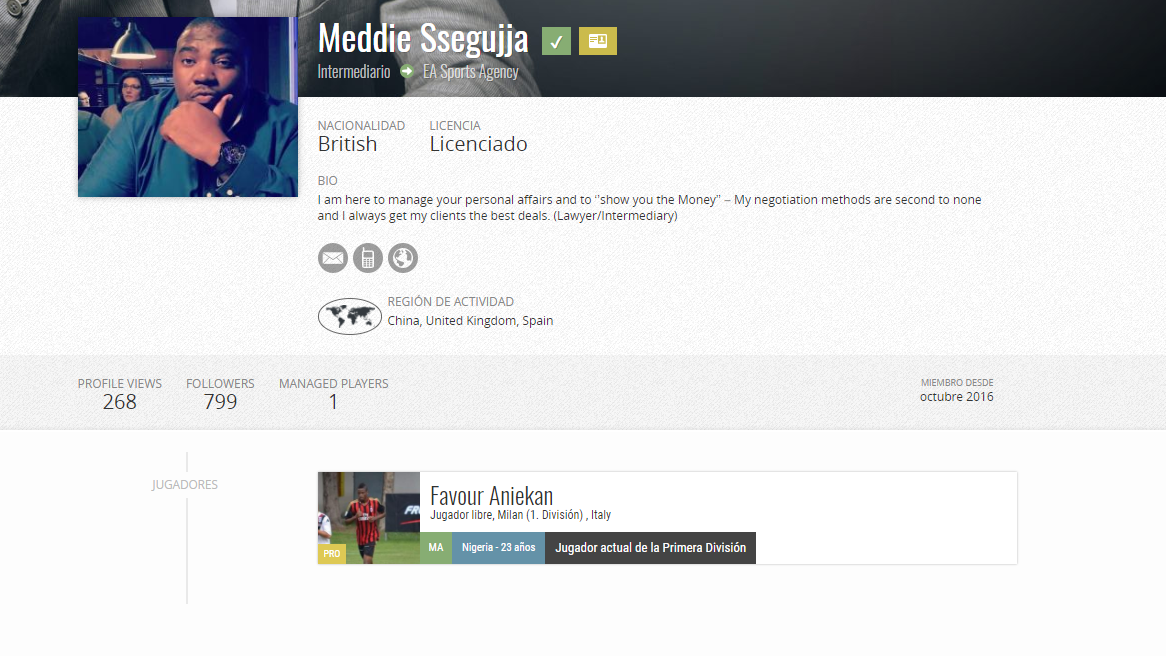 Meddie Ssegujja
Intermediario EA Sports Agency
NACIONALIDAD LICENCIA
British Licenciado
BIO
I am here to manage your personal affairs and to ‘'show you the Money’' – My negotiation methods are second to none
and I always get my clients the best deals. (Lawyer/Intermediary)
REGIÓN DE ACTIVIDAD
China, United Kingdom, Spain
PROFILE VIEWS FOLLOWERS MANAGED PLAYERS
268 799 1
MIEMBRO DESDE
octubre 2016
JUGADORES
Favour Aniekan
Jugador libre, Milan (1. División) , Italy
PRO
MA Nigeria - 23 años Jugador actual de la Primera División